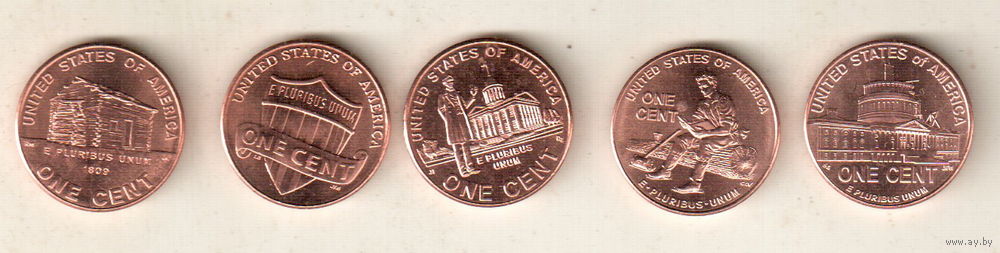 UNITED STATES OF AMERICA
E PLURIBUS UNUM
1809
ONE CENT
UNITED STATES OF AMERICA
E PLURIBUS UNUM
ONE CENT
UNITED STATES OF AMERICA
E PLURIBUS
UNUM
ONE CENT
UNITED STATES OF AMERICA
ONE
CENT
E·PLURIBUS·UNUM
UNITED STATES of AMERICA
ONE CENT
E PLURIBUS UNUM
www.ay.by